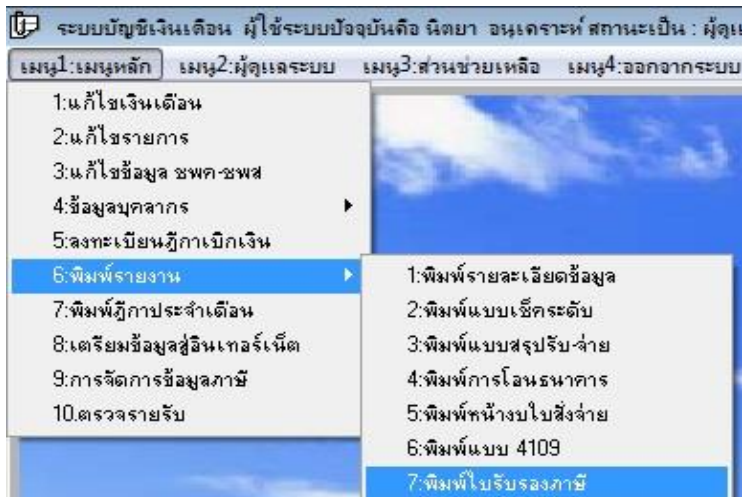 ระบบบัญชีเงินเดือน ผู้ใช้ระบบปัจจุบันคือ นิตยา อนุเคราะห์ สถานะเป็น : ผู้ดูแ
เมนู1:เมนูหลัก เมนู2:ผู้ดูแลระบบ เมนู3:ส่วนช่วยเหลือ เมนู4:ออกจากระบบ
1:แก้ไขเงินเดือน
2:แก้ไขรายการ
3:แก้ไขข้อมูล ชพค-ชพส
4:ข้อมูลบุคลากร
5:ลงทะเบียนฎีกาเบิกเงิน
6:พิมพ์รายงาน
7:พิมพ์ฎีกาประจำเดือน
8:เตรียมข้อมูลสู่อินเทอร์เน็ต
9:การจัดการข้อมูลภาษี
10.ตรวจรายรับ
1:พิมพ์รายละเอียดข้อมูล
2:พิมพ์แบบเช็คระดับ
3:พิมพ์แบบสรุปรับ-จ่าย
4:พิมพ์การโอนธนาคาร
5:พิมพ์หน้างบใบสั่งจ่าย
6:พิมพ์แบบ 4109
7:พิมพ์ใบรับรองภาษี